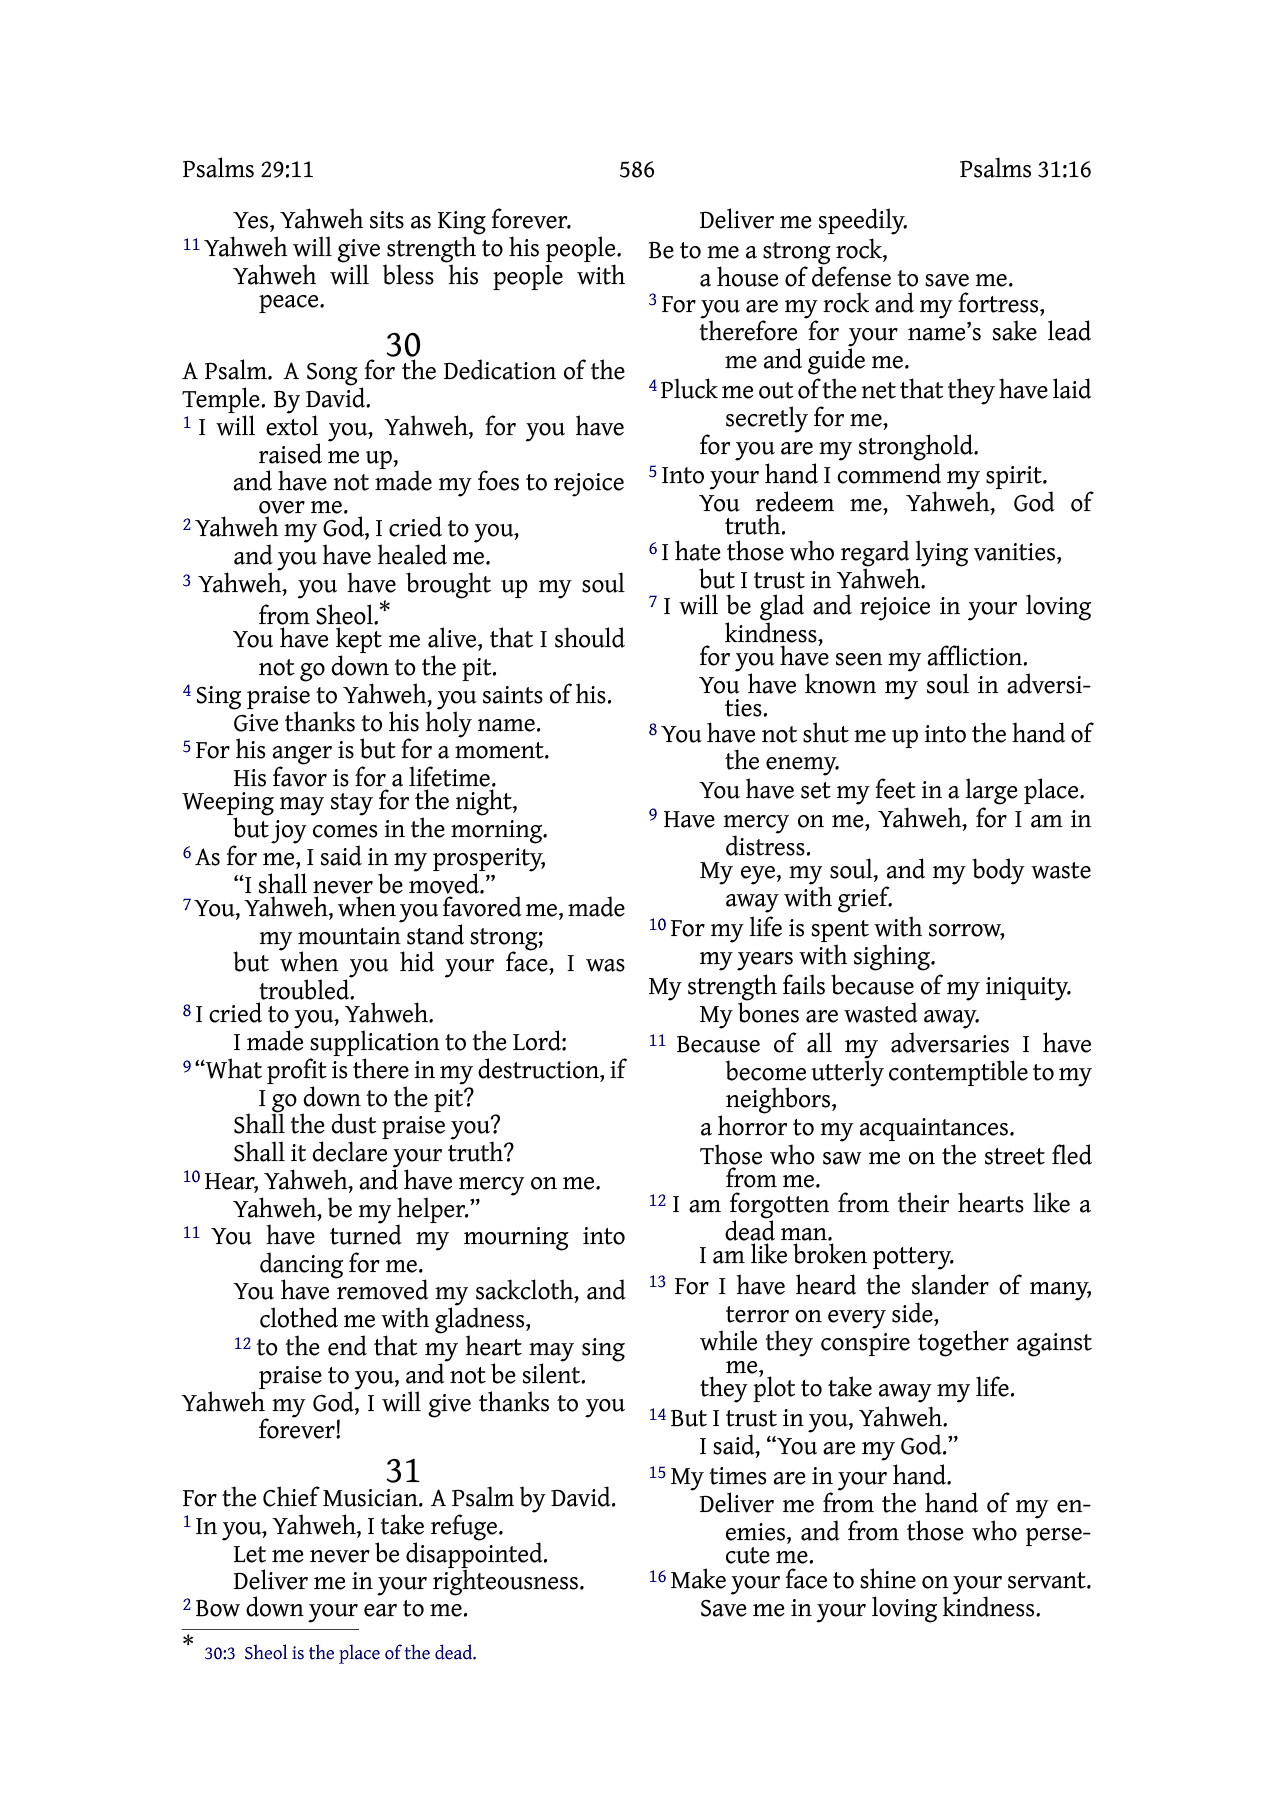 Psalms 29:11 586 Psalms 31:16
Yes, Yahweh sits as King forever.
11 Yahweh will give strength to his people.
Yahweh will bless his people with
peace.
30
A Psalm. A Song for the Dedication of the
Temple. By David.
1 I will extol you, Yahweh, for you have
raised me up,
and have not made my foes to rejoice
over me.
2 Yahweh my God, I cried to you,
and you have healed me.
3 Yahweh, you have brought up my soul
from Sheol.*
You have kept me alive, that I should
not go down to the pit.
4 Sing praise to Yahweh, you saints of his.
Give thanks to his holy name.
5 For his anger is but for a moment.
His favor is for a lifetime.
Weeping may stay for the night,
but joy comes in the morning.
6 As for me, I said in my prosperity,
“I shall never be moved.”
7 You, Yahweh, when you favored me, made
my mountain stand strong;
but when you hid your face, I was
troubled.
8 I cried to you, Yahweh.
I made supplication to the Lord:
9 “What profit is there in my destruction, if
I go down to the pit?
Shall the dust praise you?
Shall it declare your truth?
10 Hear, Yahweh, and have mercy on me.
Yahweh, be my helper.”
11 You have turned my mourning into
dancing for me.
You have removed my sackcloth, and
clothed me with gladness,
12 to the end that my heart may sing
praise to you, and not be silent.
Yahweh my God, I will give thanks to you
forever!
31
For the Chief Musician. A Psalm by David.
1 In you, Yahweh, I take refuge.
Let me never be disappointed.
Deliver me in your righteousness.
2 Bow down your ear to me.
* 30:3 Sheol is the place of the dead.
Deliver me speedily.
Be to me a strong rock,
a house of defense to save me.
3 For you are my rock and my fortress,
therefore for your name’s sake lead
me and guide me.
4 Pluck me out of the net that they have laid
secretly for me,
for you are my stronghold.
5 Into your hand I commend my spirit.
You redeem me, Yahweh, God of
truth.
6 I hate those who regard lying vanities,
but I trust in Yahweh.
7 I will be glad and rejoice in your loving
kindness,
for you have seen my affliction.
You have known my soul in adversi-
ties.
8 You have not shut me up into the hand of
the enemy.
You have set my feet in a large place.
9 Have mercy on me, Yahweh, for I am in
distress.
My eye, my soul, and my body waste
away with grief.
10 For my life is spent with sorrow,
my years with sighing.
My strength fails because of my iniquity.
My bones are wasted away.
11 Because of all my adversaries I have
become utterly contemptible to my
neighbors,
a horror to my acquaintances.
Those who saw me on the street fled
from me.
12 I am forgotten from their hearts like a
dead man.
I am like broken pottery.
13 For I have heard the slander of many,
terror on every side,
while they conspire together against
me,
they plot to take away my life.
14 But I trust in you, Yahweh.
I said, “You are my God.”
15 My times are in your hand.
Deliver me from the hand of my en-
emies, and from those who perse-
cute me.
16 Make your face to shine on your servant.
Save me in your loving kindness.